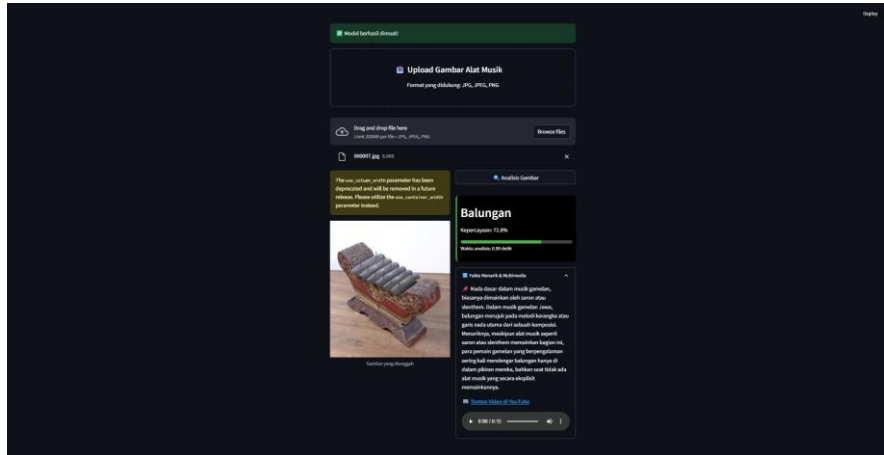 Deploy
Model berhasil dimuat!
Upload Gambar Alat Musik
Format yang didukung: JPG, JPEG, PNG
Drag and drop file here
Limit 200MB per file • JPG, JPEG, PNG
Browse files
000007.jpg
The use_column_width parameter has been
deprecated and will be removed in a future
release. Please utilize the use_container_width
parameter instead.
Gambar yang diunggah
Analisis Gambar
Balungan
Kepercayaan: 72.8%
Waktu analisis: 0.99 detik
Fakta Menarik & Multimedia
Nada dasar dalam musik gamelan,
biasanya dimainkan oleh saron atau
slenthem. Dalam musik gamelan Jawa,
balungan merujuk pada melodi kerangka atau
garis nada utama dari sebuah komposisi.
Menariknya, meskipun alat musik seperti
saron atau slenthem memainkan bagian ini,
para pemain gamelan yang berpengalaman
sering kali mendengar balungan hanya di
dalam pikiran mereka, bahkan saat tidak ada
alat musik yang secara eksplisit
memainkannya.
Tonton Video di YouTube
0:00 / 0:15